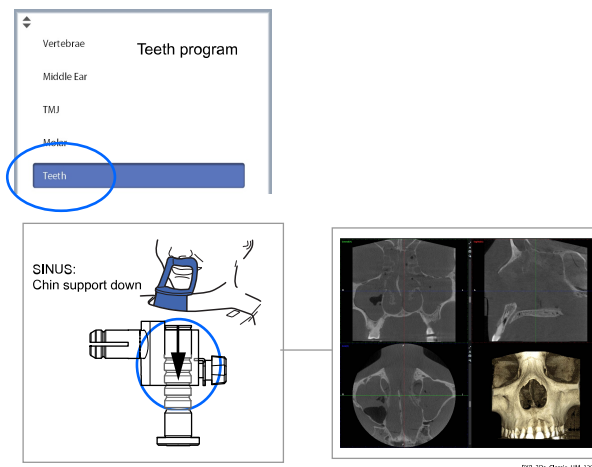 Vertebrae
Teeth program
Middle Ear
TMJ
Molar
Teeth
SINUS:
Chin support down